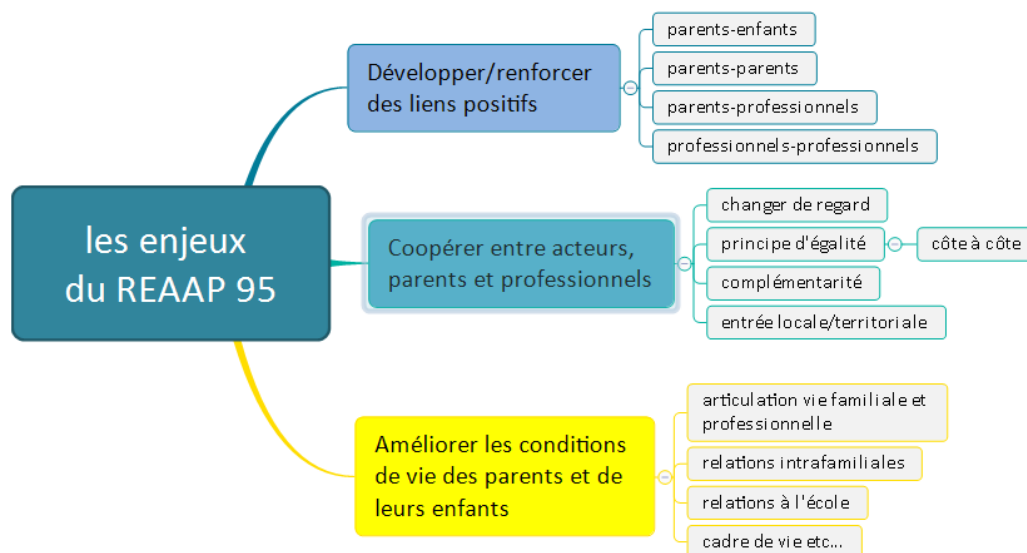 les enjeux
du REAAP 95
Développer/renforcer
des liens positifs
parents-enfants
parents-parents
parents-professionnels
professionnels-professionnels
Coopérer entre acteurs,
parents et professionnels
changer de regard
principe d'égalité
côte à côte
complémentarité
entrée locale/territoriale
Améliorer les conditions
de vie des parents et de
leurs enfants
articulation vie familiale et
professionnelle
relations intrafamiliales
relations à l'école
cadre de vie etc...